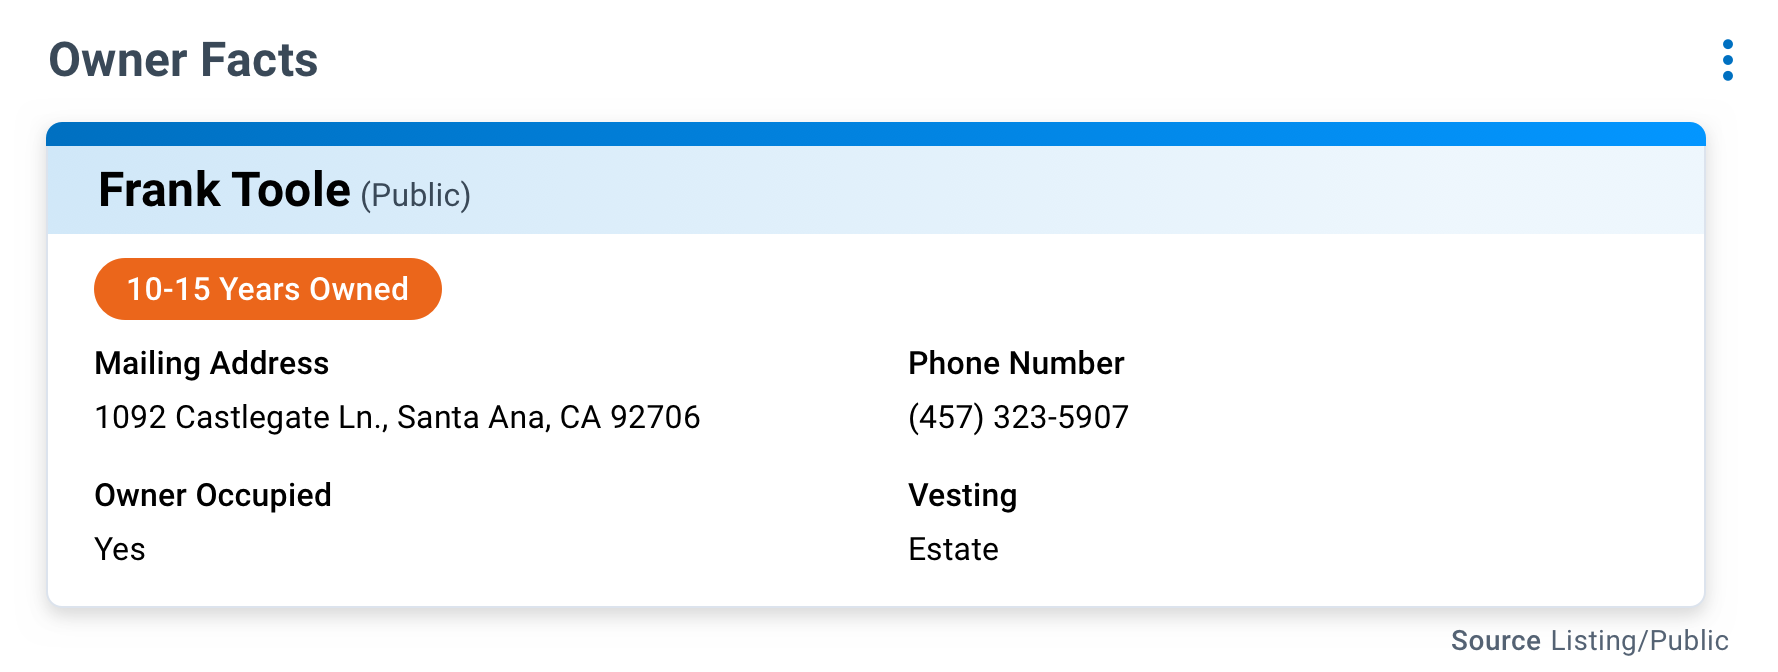 Owner Facts
Frank Toole (Public)
10-15 Years Owned
Mailing Address
1092 Castlegate Ln., Santa Ana, CA 92706
Phone Number
(457) 323-5907
Owner Occupied
Yes
Vesting
Estate
Source Listing/Public